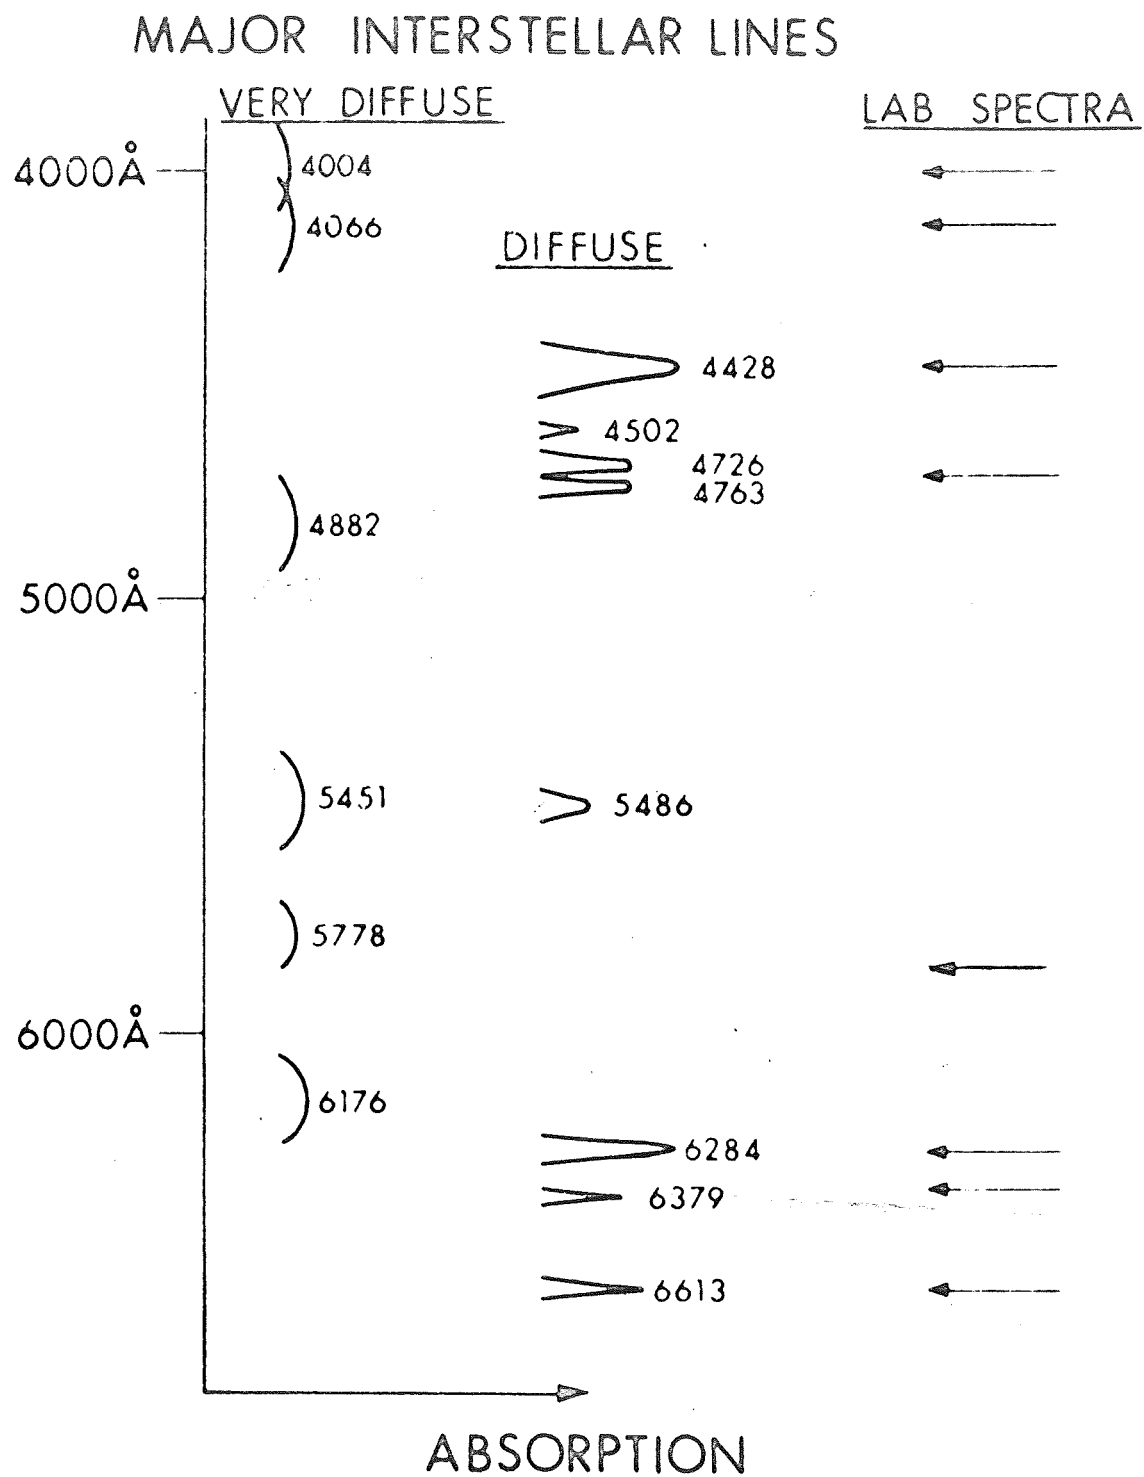 MAJOR INTERSTELLAR LINES
VERY DIFFUSE
LAB SPECTRA
4000Å
4004
4066
DIFFUSE
4428
4502
4726
4763
4882
5000Å
5451
5486
5778
6000Å
6176
6284
6379
6613
ABSORPTION